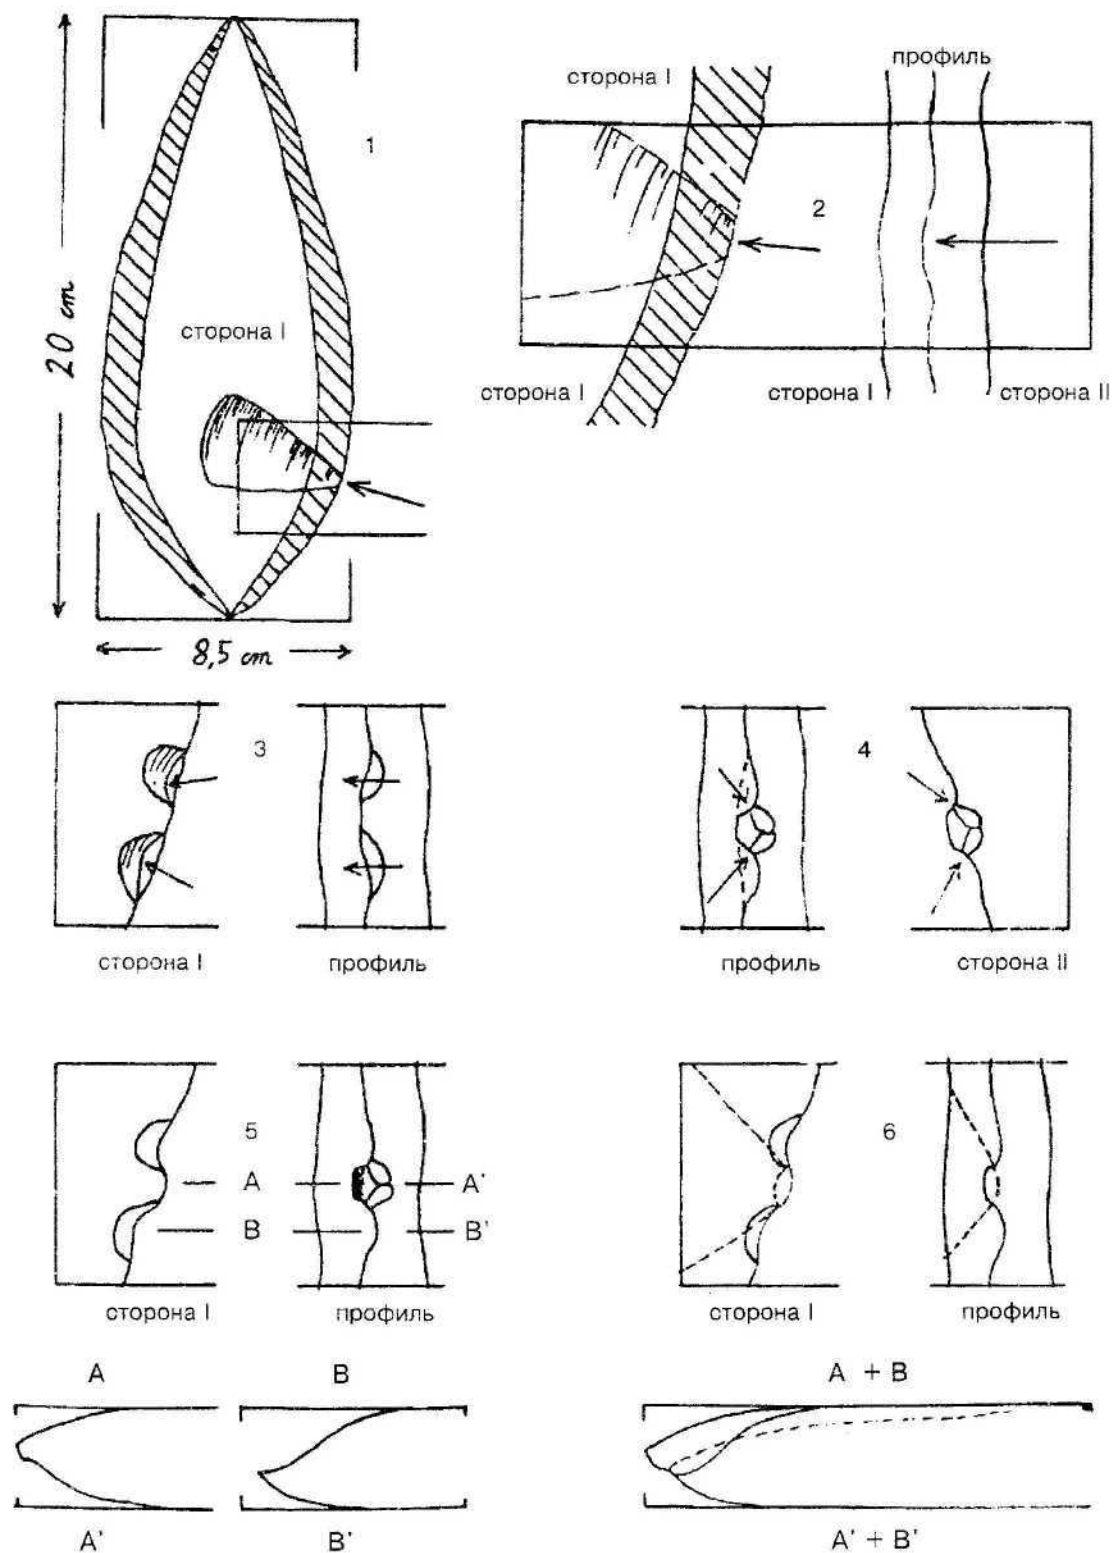 1
20 cm
сторона I
8,5 cm
сторона I
профиль
2
сторона I
сторона I
сторона II
3
сторона I
профиль
4
профиль
сторона II
5
A
A'
B
B'
сторона I
профиль
6
сторона I
профиль
A
B
A'
B'
A + B
A' + B'